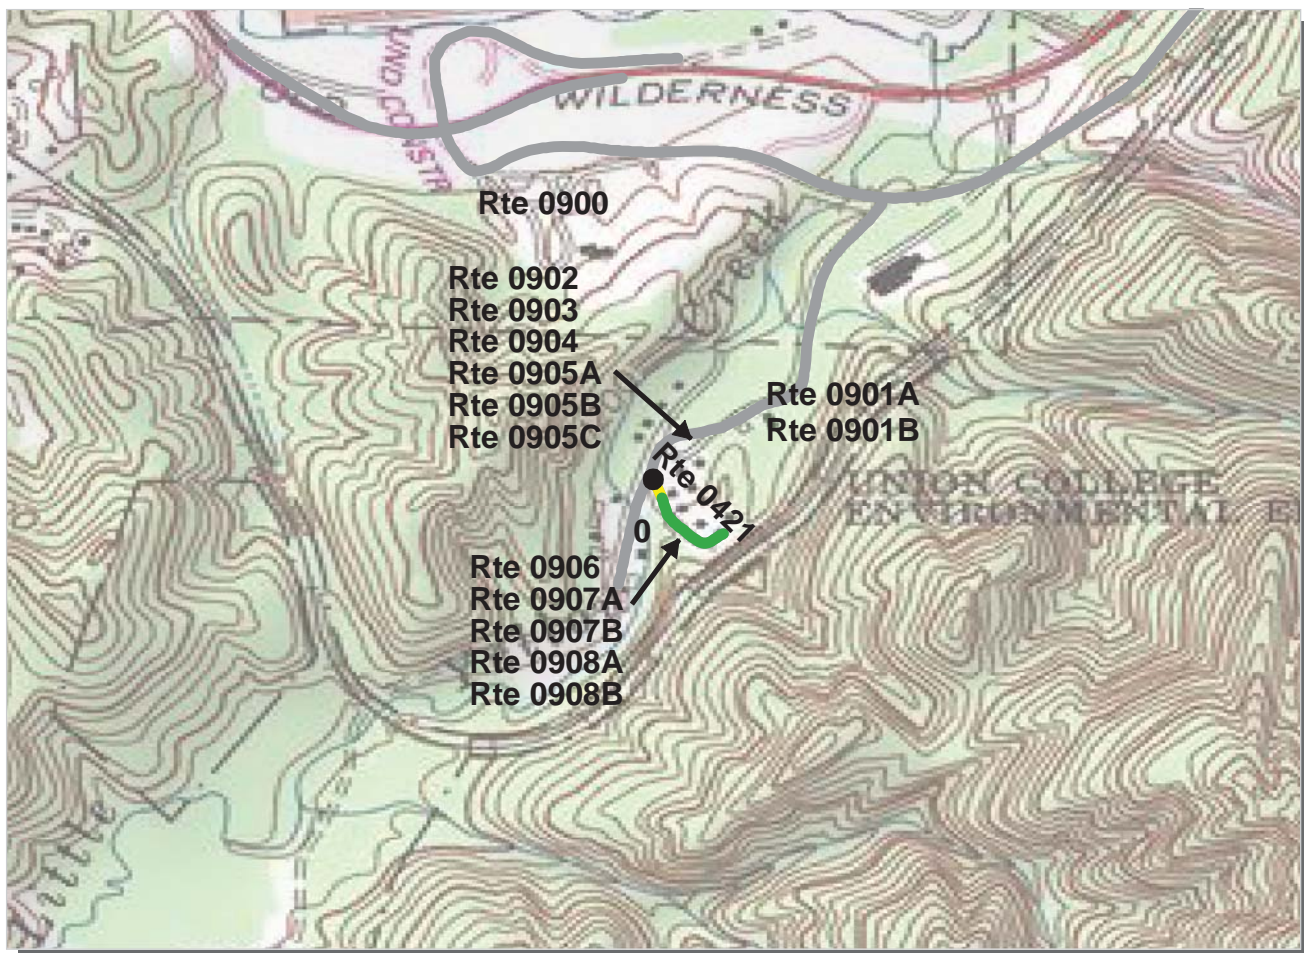 WILDERNESS
Rte 0900
Rte 0902
Rte 0903
Rte 0904
Rte 0905A
Rte 0905B
Rte 0905C
Rte 0901A
Rte 0901B
Rte 0421
UNION COLLEGE
ENVIRONMENTAL E
0
Rte 0906
Rte 0907A
Rte 0907B
Rte 0908A
Rte 0908B
Little